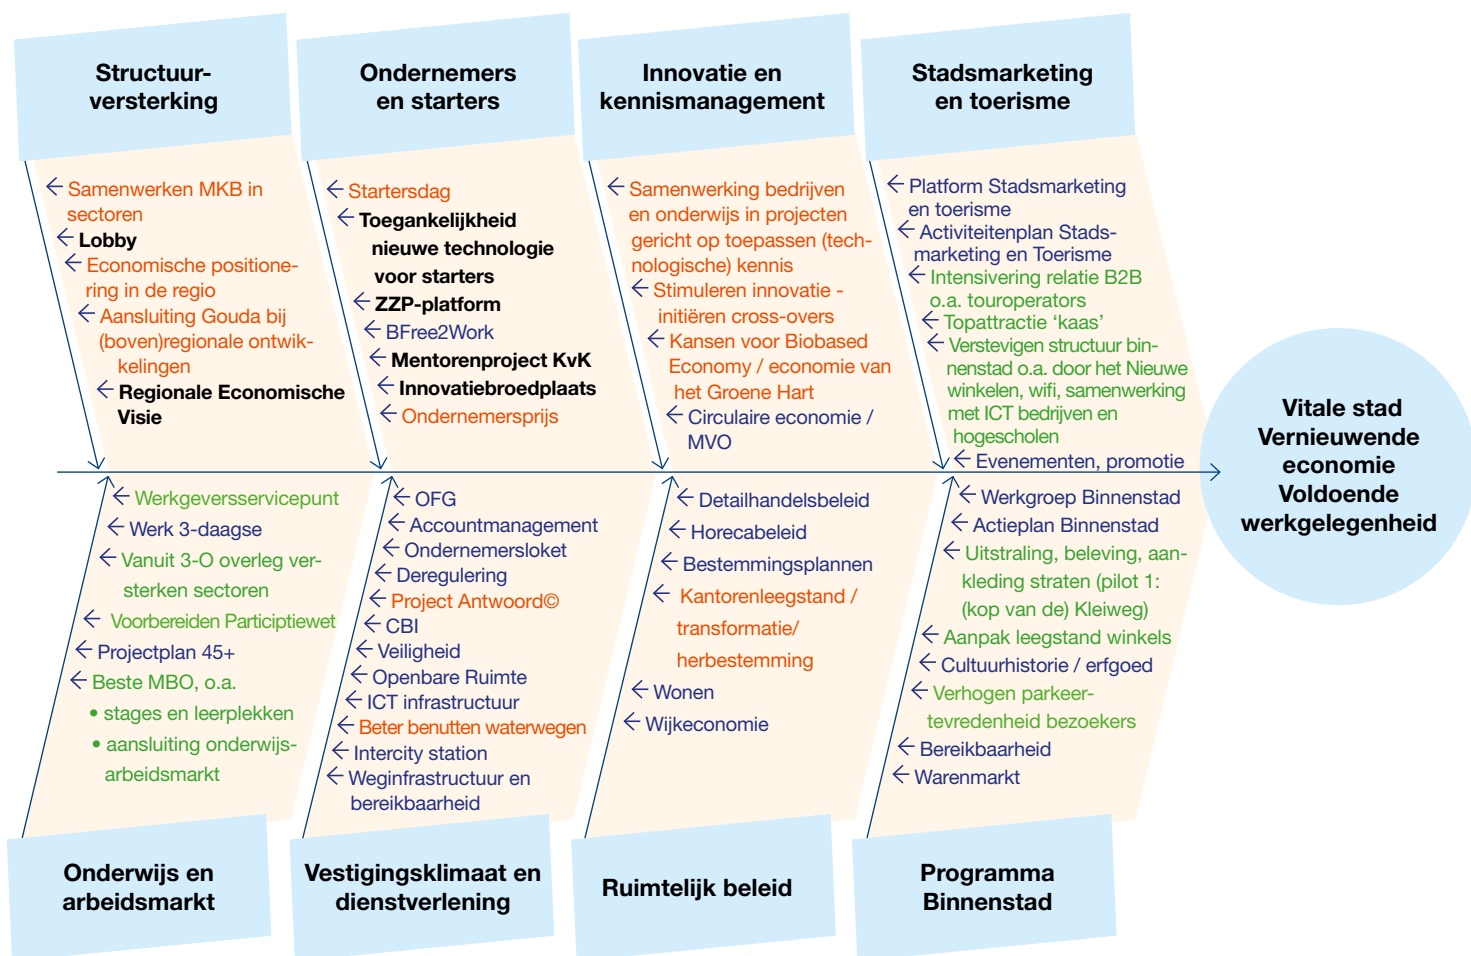 Structuur-
versterking
Samenwerken MKB in
sectoren
Lobby
Economische positione-
ring in de regio
Aansluiting Gouda bij
(boven)regionale ontwik-
kelingen
Regionale Economische
Visie
Ondernemers
en starters
Startersdag
Toegankelijkheid
nieuwe technologie
voor starters
ZZP-platform
BFree2Work
Mentorenproject KvK
Innovatiebroedplaats
Ondernemersprijs
Innovatie en
kennismanagement
Samenwerking bedrijven
en onderwijs in projecten
gericht op toepassen (tech-
nologische) kennis
Stimuleren innovatie -
initiëren cross-overs
Kansen voor Biobased
Economy / economie van
het Groene Hart
Circulaire economie /
MVO
Stadsmarketing
en toerisme
Platform Stadsmarketing
en toerisme
Activiteitenplan Stads-
marketing en Toerisme
Intensivering relatie B2B
o.a. touroperators
Topattractie ‘kaas’
Verstevigen structuur bin-
nenstad o.a. door het Nieuwe
winkelen, wifi, samenwerking
met ICT bedrijven en
hogescholen
Evenementen, promotie
Vitale stad
Vernieuwende
economie
Voldoende
werkgelegenheid
Werkgeversservicepunt
Werk 3-daagse
Vanuit 3-O overleg ver-
sterken sectoren
Voorbereiden Participtiewet
Projectplan 45+
Beste MBO, o.a.
• stages en leerplekken
• aansluiting onderwijs-
arbeidsmarkt
Onderwijs en
arbeidsmarkt
OFG
Accountmanagement
Ondernemersloket
Deregulering
Project Antwoord©
CBI
Veiligheid
Openbare Ruimte
ICT infrastructuur
Beter benutten waterwegen
Intercity station
Weginfrastructuur en
bereikbaarheid
Vestigingsklimaat en
dienstverlening
Detailhandelsbeleid
Horecabeleid
Bestemmingsplannen
Kantorenleegstand /
transformatie/
herbestemming
Wonen
Wijkeconomie
Ruimtelijk beleid
Werkgroep Binnenstad
Actieplan Binnenstad
Uitstraling, beleving, aan-
kleding straten (pilot 1:
(kop van de) Kleiweg)
Aanpak leegstand winkels
Cultuurhistorie / erfgoed
Verhogen parkeer-
tevredenheid bezoekers
Bereikbaarheid
Warenmarkt
Programma
Binnenstad